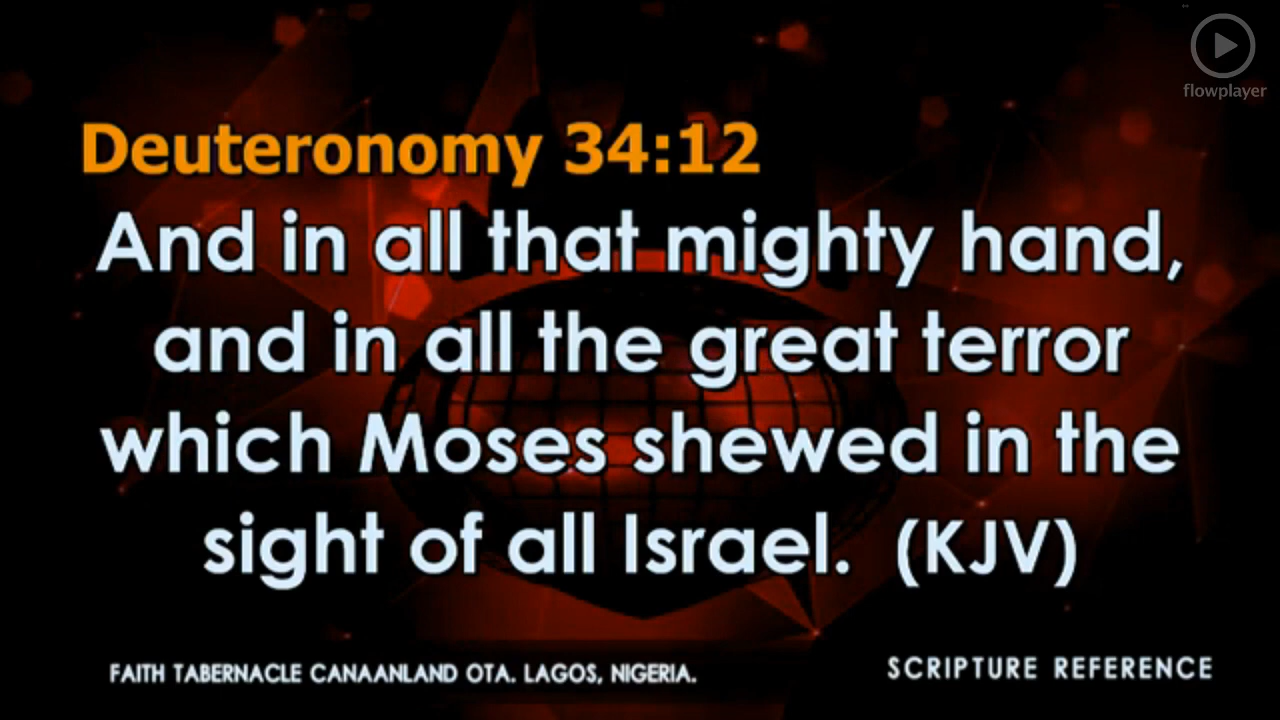 flowplayer
Deuteronomy 34:12
And in all that mighty hand,
and in all the great terror
which Moses shewed in the
sight of all Israel. (KJV)
FAITH TABERNACLE CANAANLAND OTA. LAGOS, NIGERIA.
SCRIPTURE REFERENCE